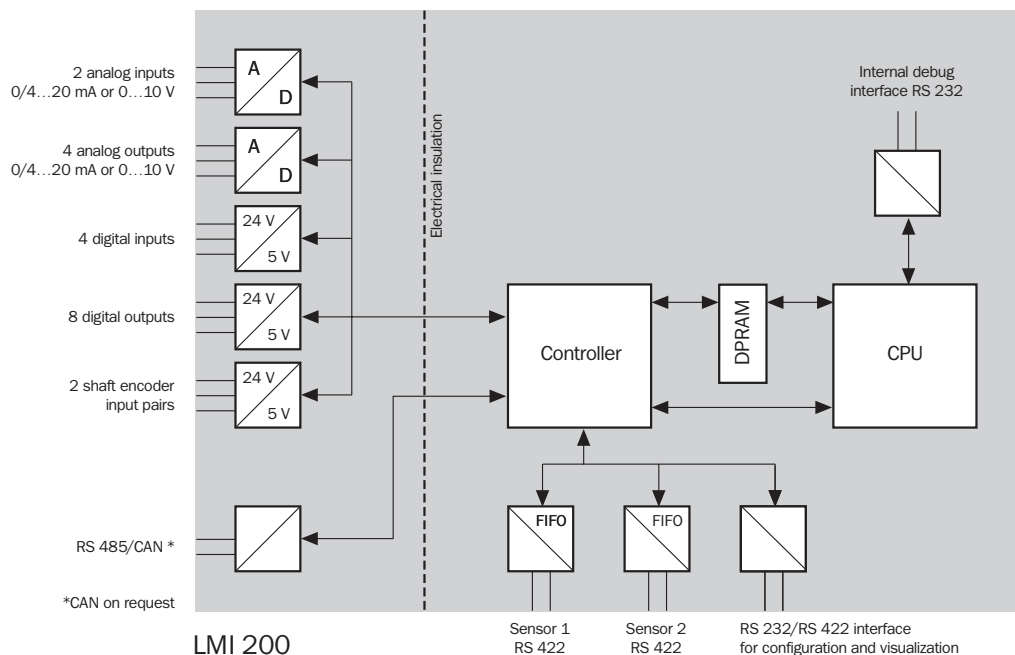 2 analog inputs
0/4...20 mA or 0...10 V
A
D
4 analog outputs
0/4...20 mA or 0...10 V
A
D
4 digital inputs
24 V
5 V
8 digital outputs
24 V
5 V
2 shaft encoder
input pairs
24 V
5 V
RS 485/CAN *
*CAN on request
Electrical insulation
Internal debug
interface RS 232
Controller
DPRAM
CPU
FIFO
FIFO
Sensor 1
RS 422
Sensor 2
RS 422
RS 232/RS 422 interface
for configuration and visualization
LMI 200